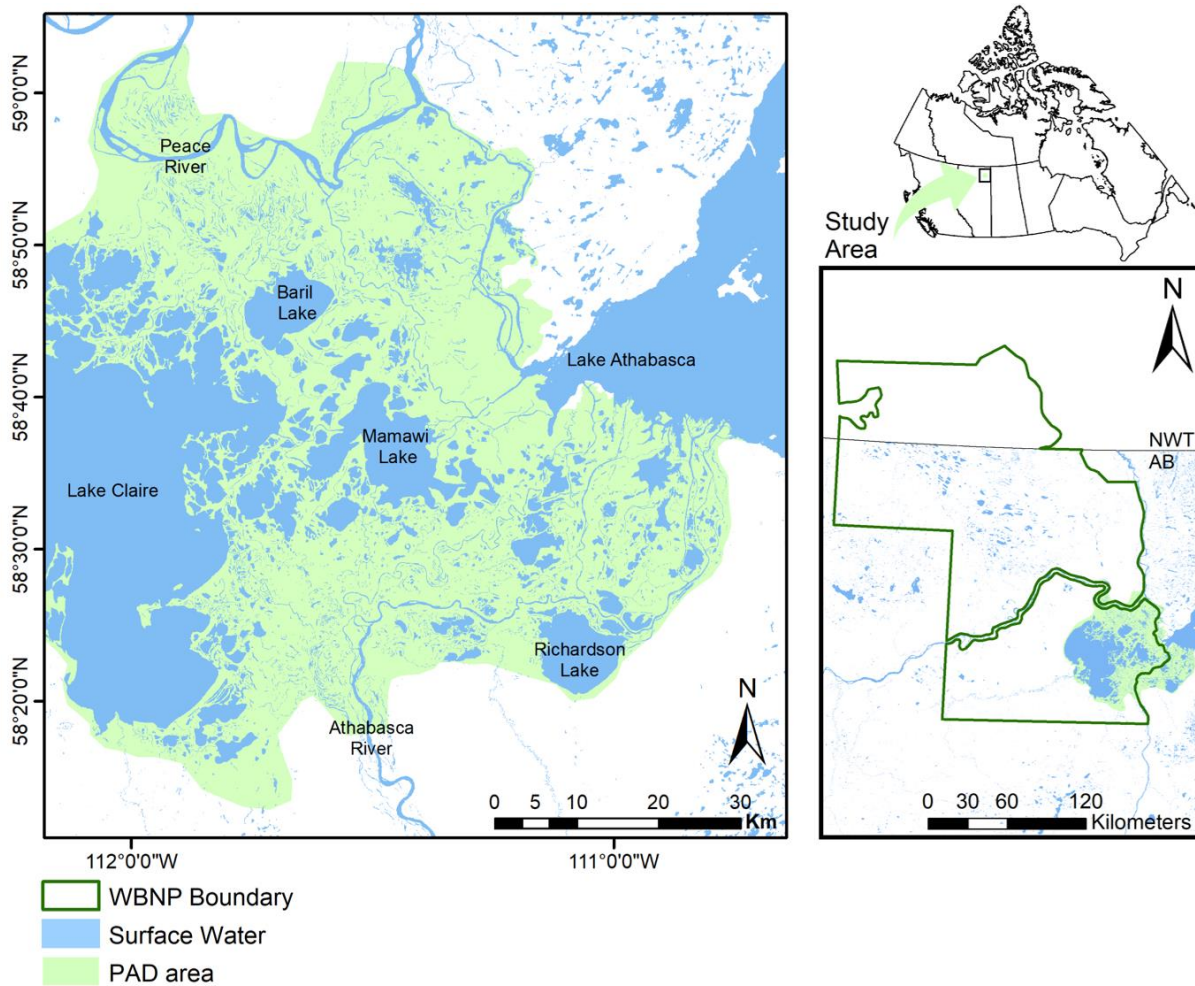 59°0'0"N
58°50'0"N
58°40'0"N
58°30'0"N
58°20'0"N
112°0'0"W
111°0'0"W
Peace
River
Baril
Lake
Lake Athabasca
Mamawi
Lake
Lake Claire
Richardson
Lake
Athabasca
River
N
0 5 10 20 30
Km
Study
Area
N
NWT
AB
0 30 60 120
Kilometers
WBNP Boundary
Surface Water
PAD area